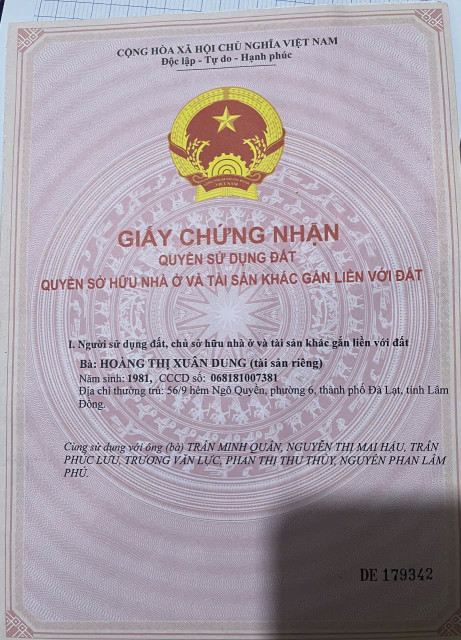 CỘNG HÒA XÃ HỘI CHỦ NGHĨA VIỆT NAM
Độc lập - Tự do - Hạnh phúc
VIỆT NAM
GIẤY CHỨNG NHẬN
QUYỀN SỬ DỤNG ĐẤT
QUYỀN SỞ HỮU NHÀ Ở VÀ TÀI SẢN KHÁC GẮN LIỀN VỚI ĐẤT
I. Người sử dụng đất, chủ sở hữu nhà ở và tài sản khác gắn liền với đất
Bà: HOÀNG THỊ XUÂN DUNG (tài sản riêng)
Năm sinh: 1981, CCCD số: 068181007381
Địa chỉ thường trú: 56/9 hẻm Ngô Quyền, phường 6, thành phố Đà Lạt, tỉnh Lâm
Đồng.
Cùng sử dụng với ông (bà) TRẦN MINH QUÂN, NGUYỄN THỊ MAI HẬU, TRẦN
PHÚC LƯU, TRƯƠNG VĂN LỰC, PHAN THỊ THU THỦY, NGUYỄN PHAN LÂM
PHÚ.
DE 179342